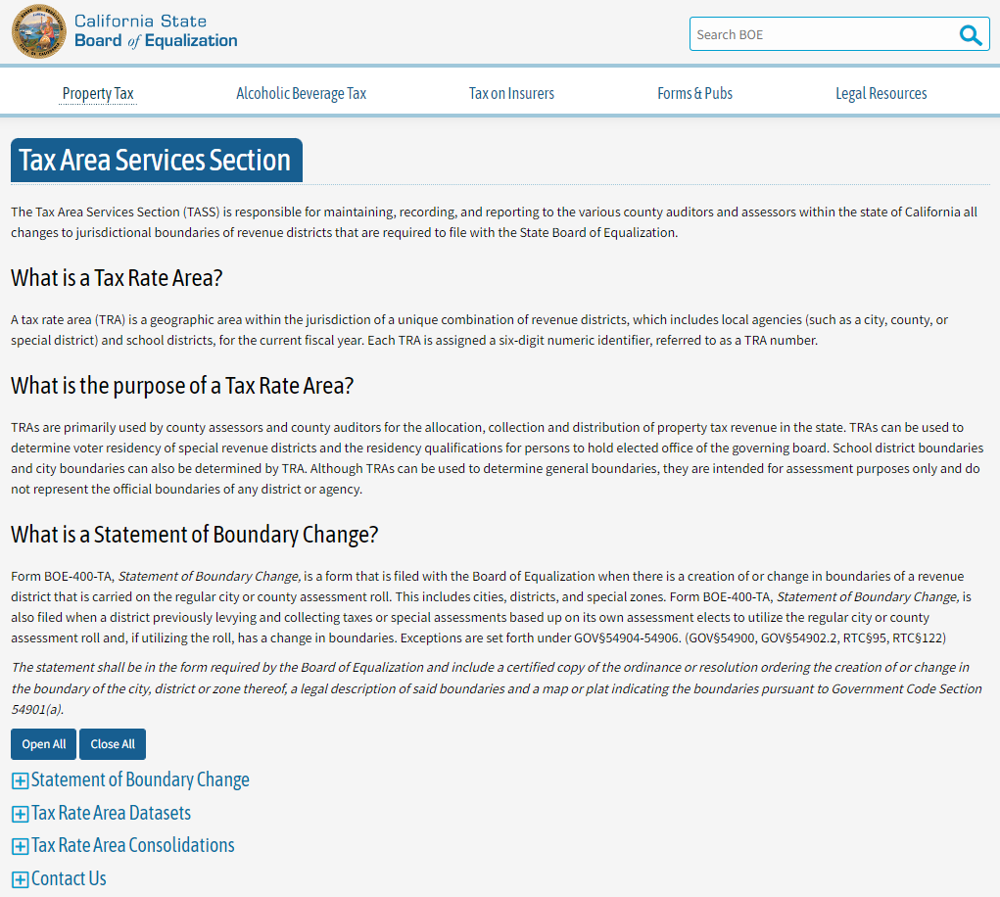 California State
Board of Equalization
Search BOE
Property Tax
Alcoholic Beverage Tax
Tax on Insurers
Forms & Pubs
Legal Resources
Tax Area Services Section
The Tax Area Services Section (TASS) is responsible for maintaining, recording, and reporting to the various county auditors and assessors within the state of California all
changes to jurisdictional boundaries of revenue districts that are required to file with the State Board of Equalization.
What is a Tax Rate Area?
A tax rate area (TRA) is a geographic area within the jurisdiction of a unique combination of revenue districts, which includes local agencies (such as a city, county, or
special district) and school districts, for the current fiscal year. Each TRA is assigned a six-digit numeric identifier, referred to as a TRA number.
What is the purpose of a Tax Rate Area?
TRAs are primarily used by county assessors and county auditors for the allocation, collection and distribution of property tax revenue in the state. TRAs can be used to
determine voter residency of special revenue districts and the residency qualifications for persons to hold elected office of the governing board. School district boundaries
and city boundaries can also be determined by TRA. Although TRAs can be used to determine general boundaries, they are intended for assessment purposes only and do
not represent the official boundaries of any district or agency.
What is a Statement of Boundary Change?
Form BOE-400-TA, Statement of Boundary Change, is a form that is filed with the Board of Equalization when there is a creation of or change in boundaries of a revenue
district that is carried on the regular city or county assessment roll. This includes cities, districts, and special zones. Form BOE-400-TA, Statement of Boundary Change, is
also filed when a district previously levying and collecting taxes or special assessments based up on its own assessment elects to utilize the regular city or county
assessment roll and, if utilizing the roll, has a change in boundaries. Exceptions are set forth under GOV§54904-54906. (GOV§54900, GOV§54902.2, RTC§95, RTC§122)
The statement shall be in the form required by the Board of Equalization and include a certified copy of the ordinance or resolution ordering the creation of or change in
the boundary of the city, district or zone thereof, a legal description of said boundaries and a map or plat indicating the boundaries pursuant to Government Code Section
54901(a).
Open All
Close All
Statement of Boundary Change
Tax Rate Area Datasets
Tax Rate Area Consolidations
Contact Us